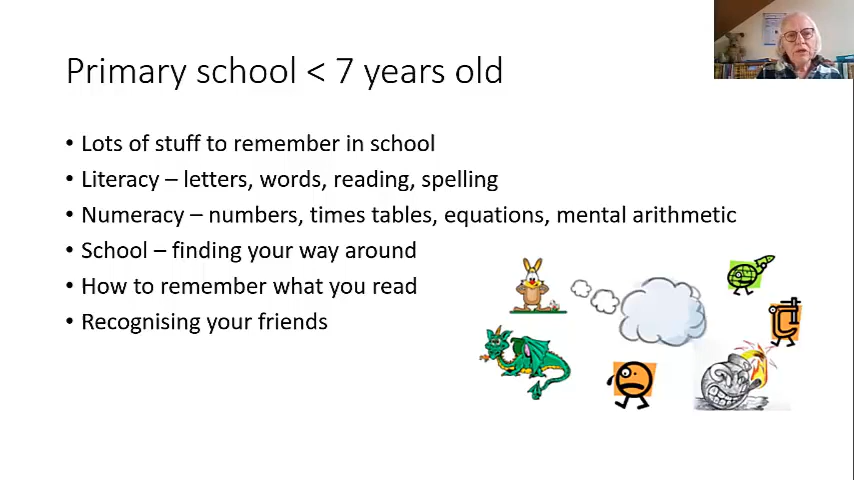 Primary school < 7 years old
• Lots of stuff to remember in school
• Literacy – letters, words, reading, spelling
• Numeracy – numbers, times tables, equations, mental arithmetic
• School – finding your way around
• How to remember what you read
• Recognising your friends